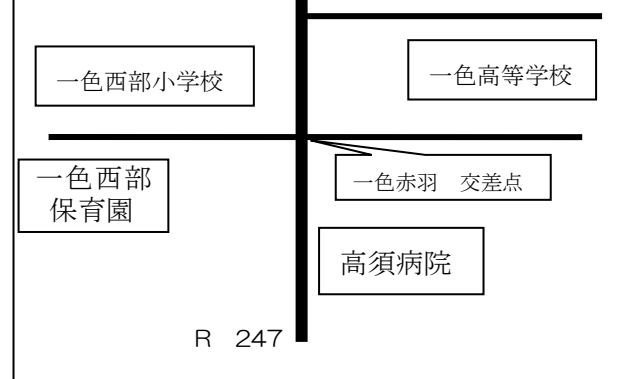 一色西部小学校
一色高等学校
一色西部
保育園
一色赤羽　交差点
高須病院
R　247